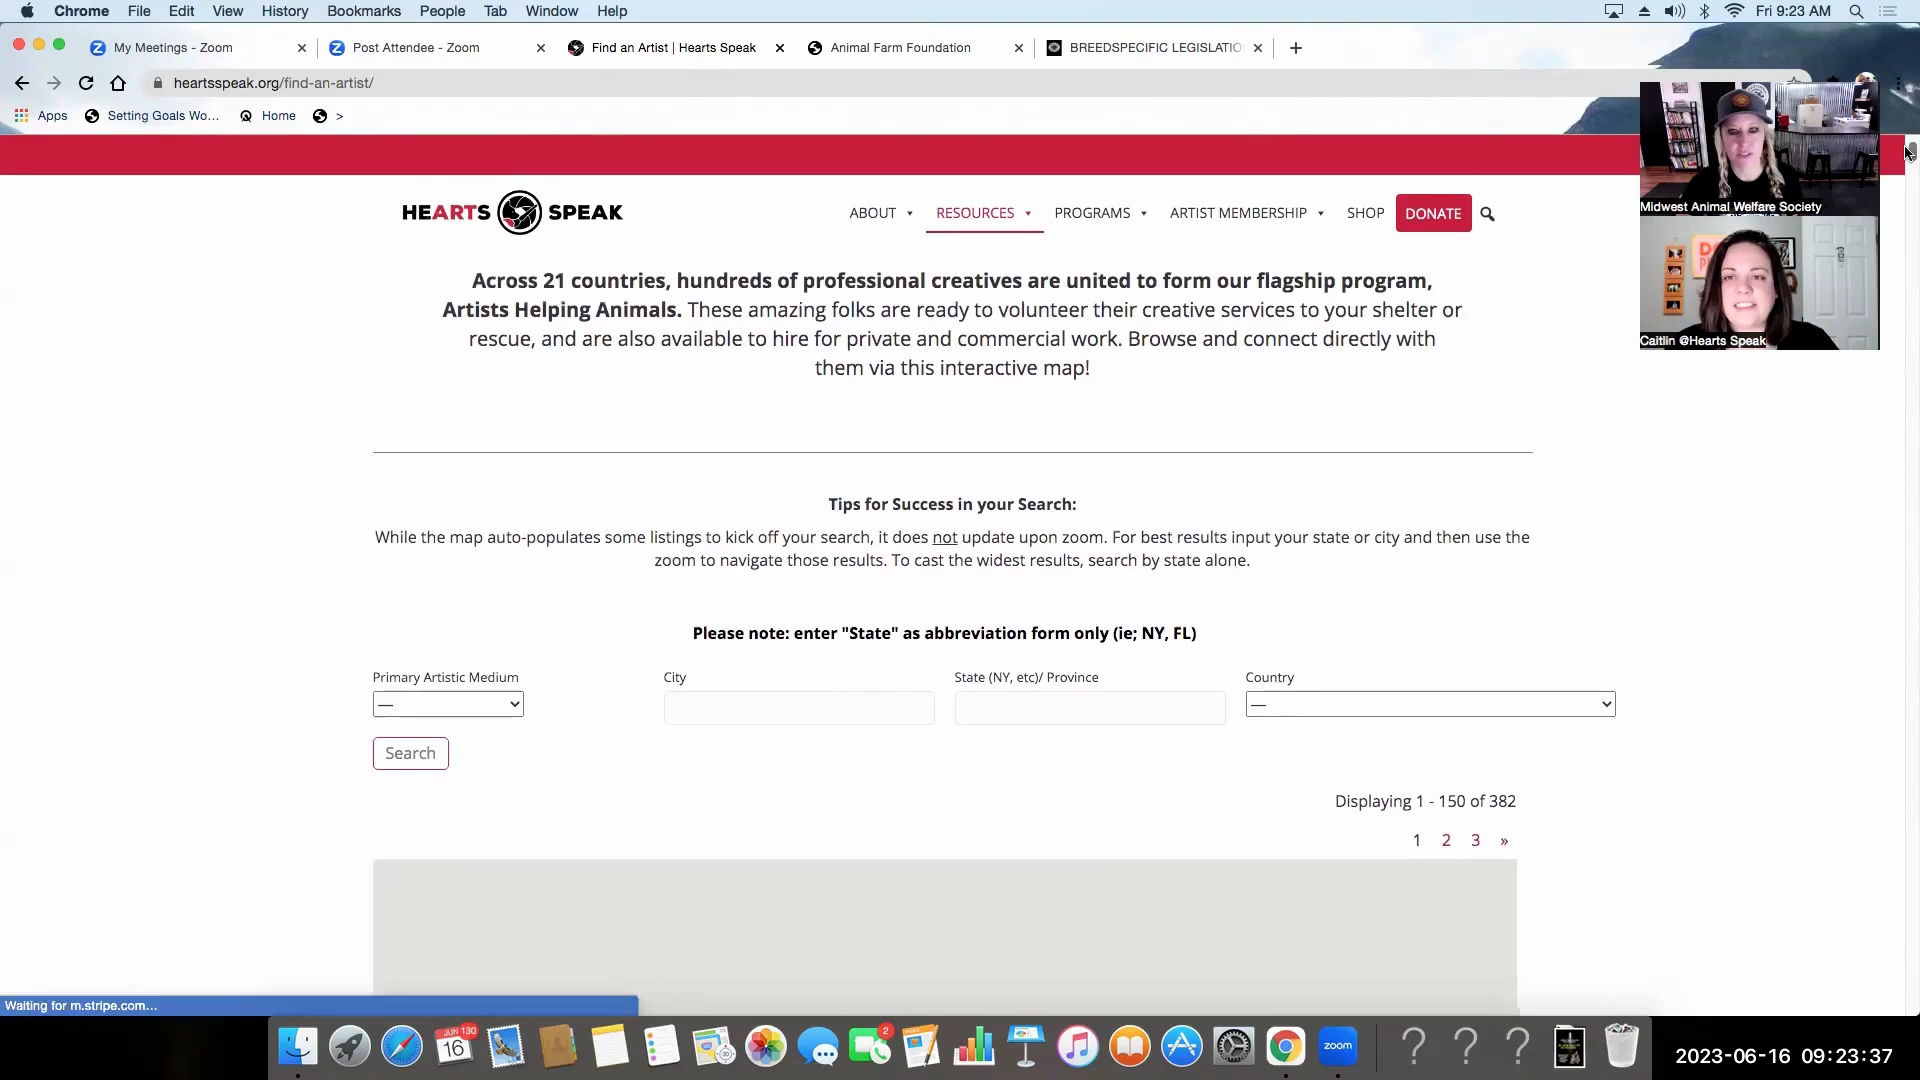 Chrome File Edit View History Bookmarks People Tab Window Help Fri 9:23 AM
My Meetings - Zoom Post Attendee - Zoom Find an Artist | Hearts Speak Animal Farm Foundation BREEDSPECIFIC LEGISLATIO
heartsspeak.org/find-an-artist/
Apps Setting Goals Wo... Home >
HEARTS SPEAK
ABOUT RESOURCES PROGRAMS ARTIST MEMBERSHIP SHOP DONATE
Midwest Animal Welfare Society
Caitlin @Hearts Speak
Across 21 countries, hundreds of professional creatives are united to form our flagship program,
Artists Helping Animals. These amazing folks are ready to volunteer their creative services to your shelter or
rescue, and are also available to hire for private and commercial work. Browse and connect directly with
them via this interactive map!
Tips for Success in your Search:
While the map auto-populates some listings to kick off your search, it does not update upon zoom. For best results input your state or city and then use the
zoom to navigate those results. To cast the widest results, search by state alone.
Please note: enter "State" as abbreviation form only (ie; NY, FL)
Primary Artistic Medium City State (NY, etc)/ Province Country
— —
Search
Displaying 1 - 150 of 382
1 2 3 »
Waiting for m.stripe.com...
16
2
zoom
2023-06-16 09:23:37